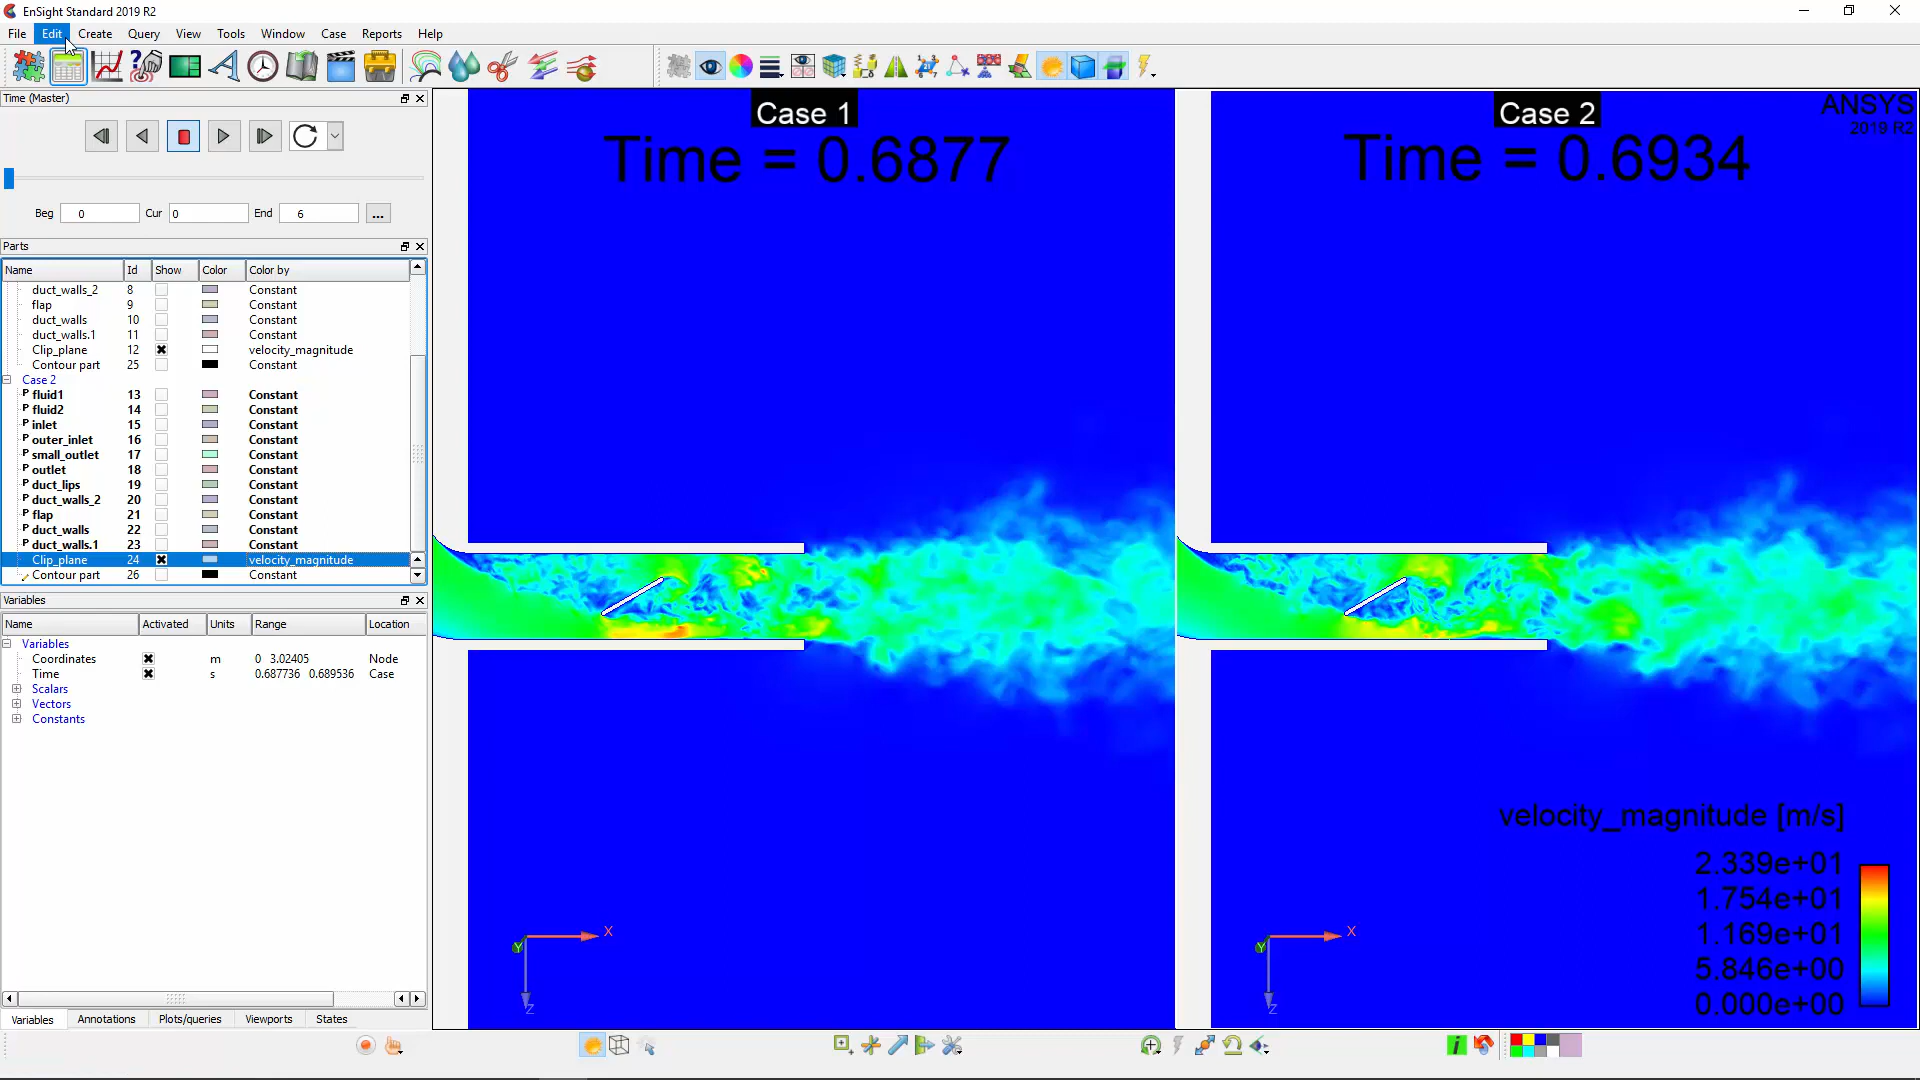 EnSight Standard 2019 R2
File Edit Create Query View Tools Window Case Reports Help
Time (Master)
Beg 0 Cur 0 End 6 ...
Parts
Name Id Show Color Color by
duct_walls_2 8 Constant
flap 9 Constant
duct_walls 10 Constant
duct_walls.1 11 Constant
Clip_plane 12 velocity_magnitude
Contour part 25 Constant
Case 2
P fluid1 13 Constant
P fluid2 14 Constant
P inlet 15 Constant
P outer_inlet 16 Constant
P small_outlet 17 Constant
P outlet 18 Constant
P duct_lips 19 Constant
P duct_walls_2 20 Constant
P flap 21 Constant
P duct_walls 22 Constant
P duct_walls.1 23 Constant
Clip_plane 24 velocity_magnitude
Contour part 26 Constant
Variables
Name Activated Units Range Location
Variables
Coordinates m 0 3.02405 Node
Time s 0.687736 0.689536 Case
Scalars
Vectors
Constants
Variables Annotations Plots/queries Viewports States
Case 1
Time = 0.6877
X
Y
Z
Case 2
Time = 0.6934
ANSYS
2019 R2
velocity_magnitude [m/s]
2.339e+01
1.754e+01
1.169e+01
5.846e+00
0.000e+00
X
Y
Z